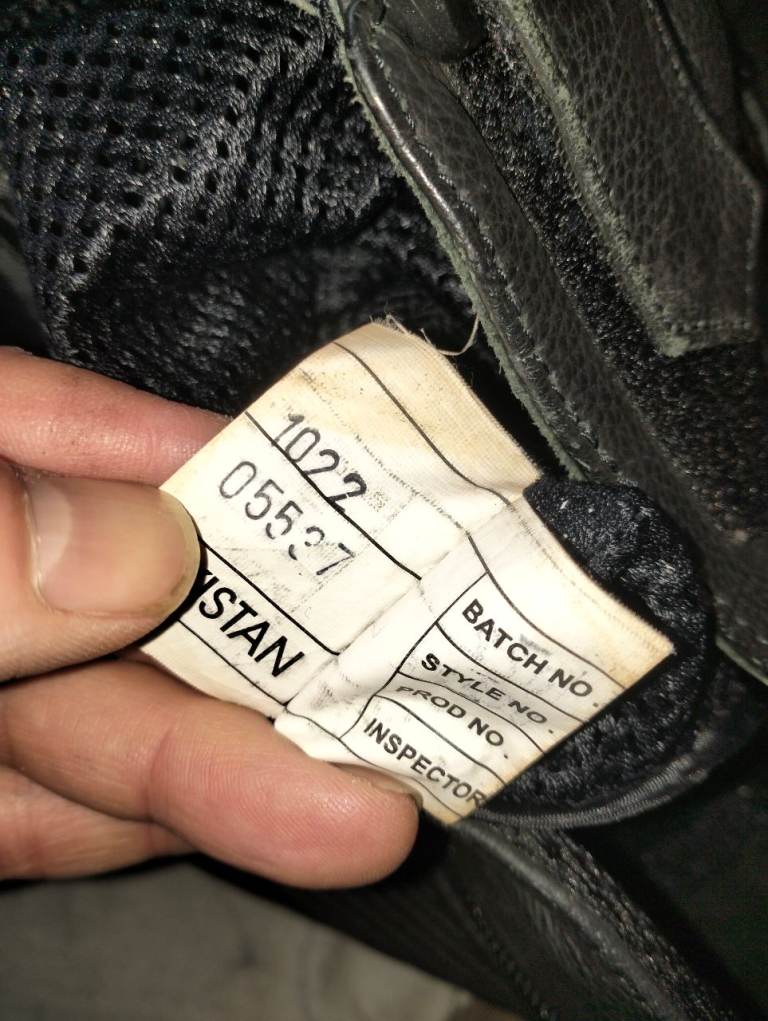 1022
05537
ISTAN
BATCH NO.
STYLE NO.
PROD NO.
INSPECTOR